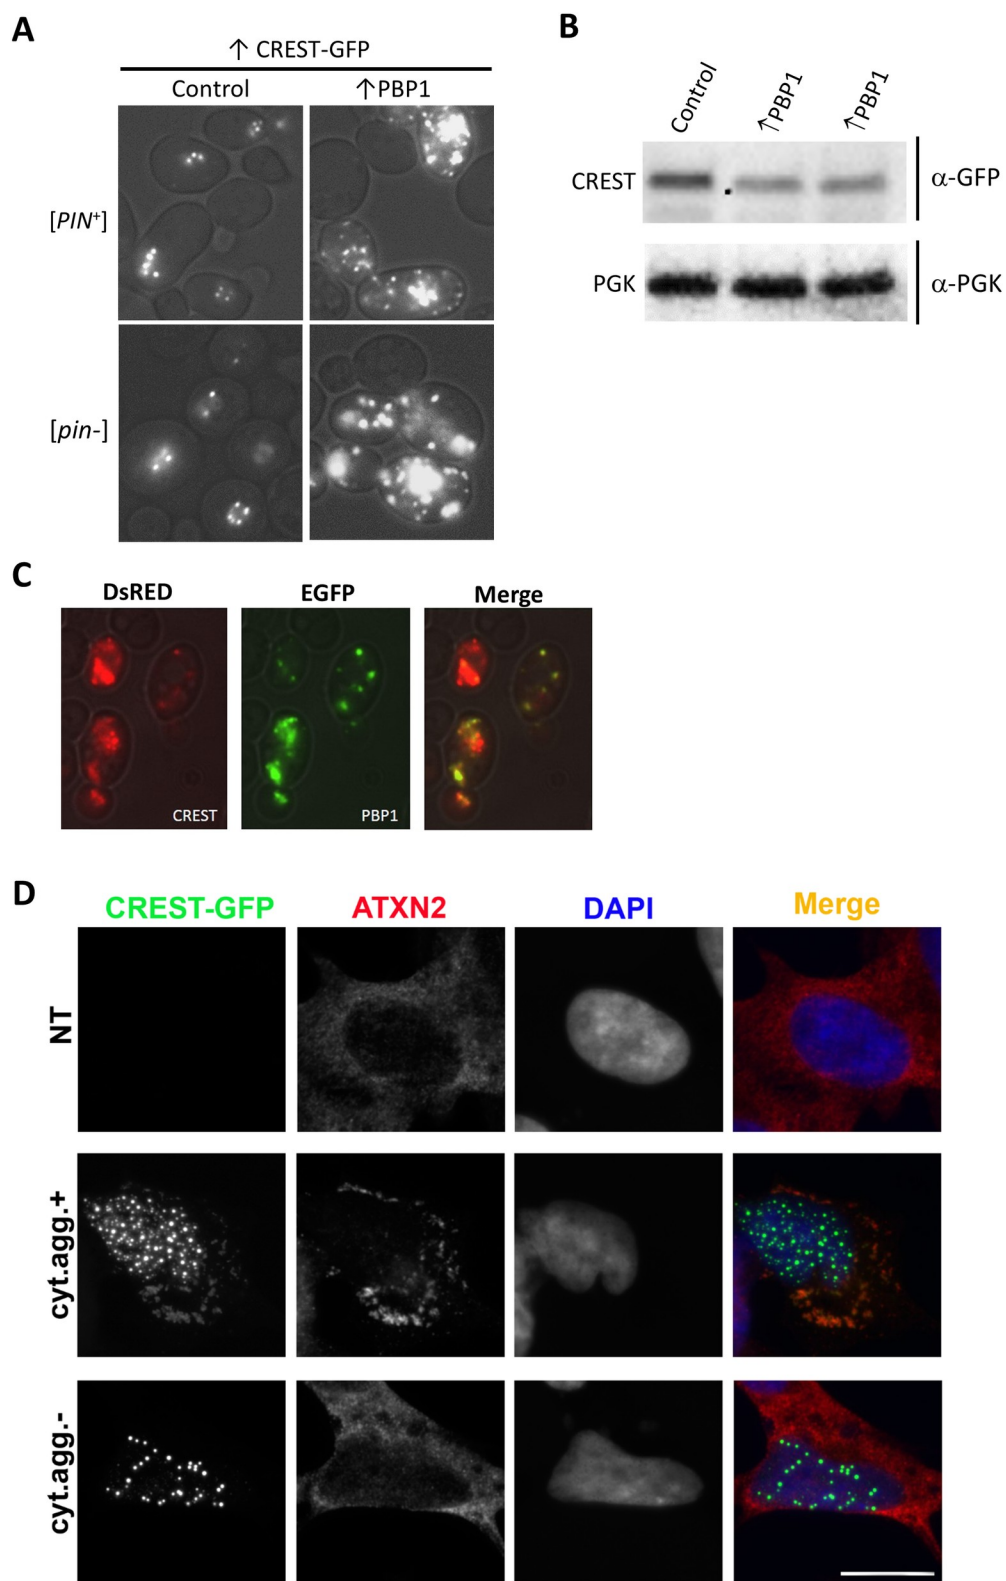 A
↑ CREST-GFP
Control
↑PBP1
[PIN⁺]
[pin-]
B
Control
↑PBP1
↑PBP1
CREST
α-GFP
PGK
α-PGK
C
DsRED
EGFP
Merge
CREST
PBP1
D
CREST-GFP
ATXN2
DAPI
Merge
NT
cyt.agg.+
cyt.agg.-